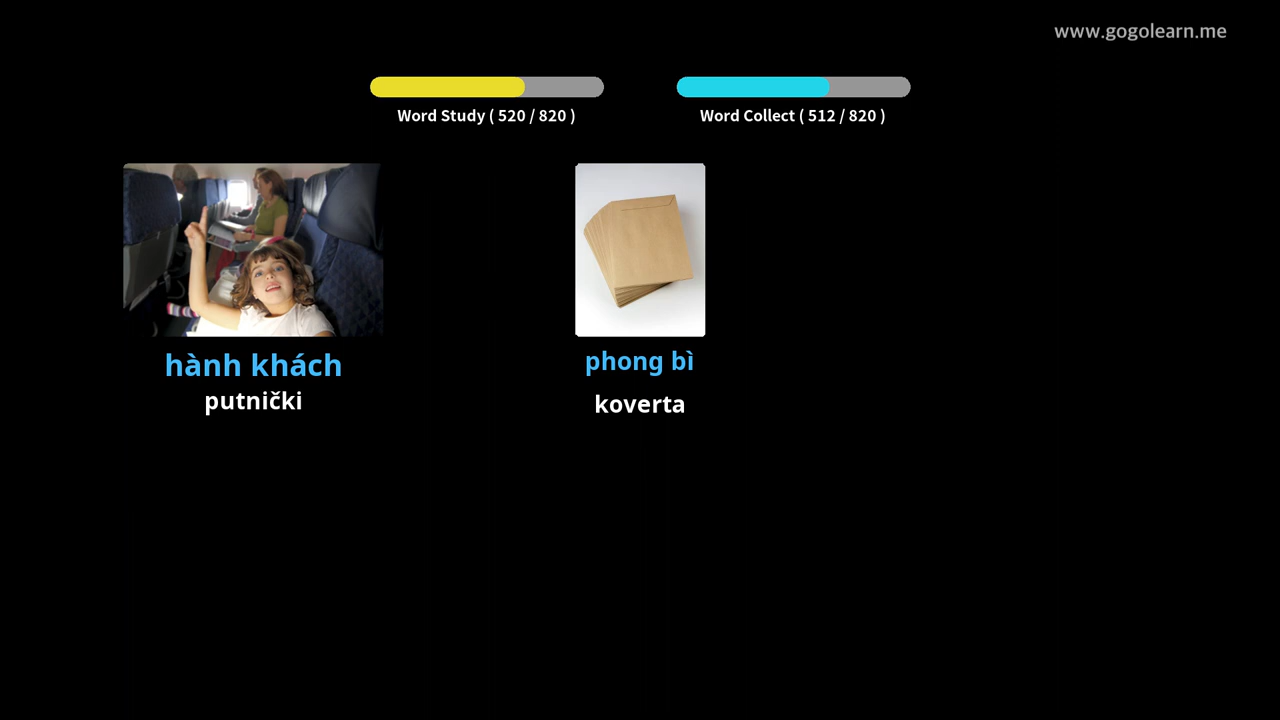 www.gogolearn.me
Word Study ( 520 / 820 )
Word Collect ( 512 / 820 )
hành khách
putnički
phong bì
koverta